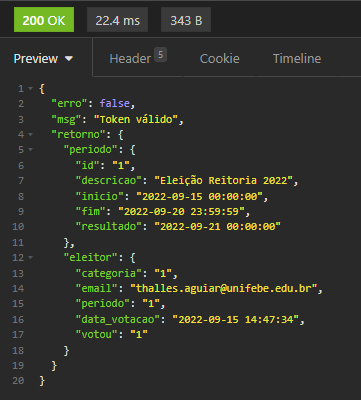 200 OK 22.4 ms 343 B
Preview Header 5 Cookie Timeline
1 {
2 "erro": false,
3 "msg": "Token válido",
4 "retorno": {
5 "periodo": {
6 "id": "1",
7 "descricao": "Eleição Reitoria 2022",
8 "inicio": "2022-09-15 00:00:00",
9 "fim": "2022-09-20 23:59:59",
10 "resultado": "2022-09-21 00:00:00"
11 },
12 "eleitor": {
13 "categoria": "1",
14 "email": "thalles.aguiar@unifebe.edu.br",
15 "periodo": "1",
16 "data_votacao": "2022-09-15 14:47:34",
17 "votou": "1"
18 }
19 }
20 }